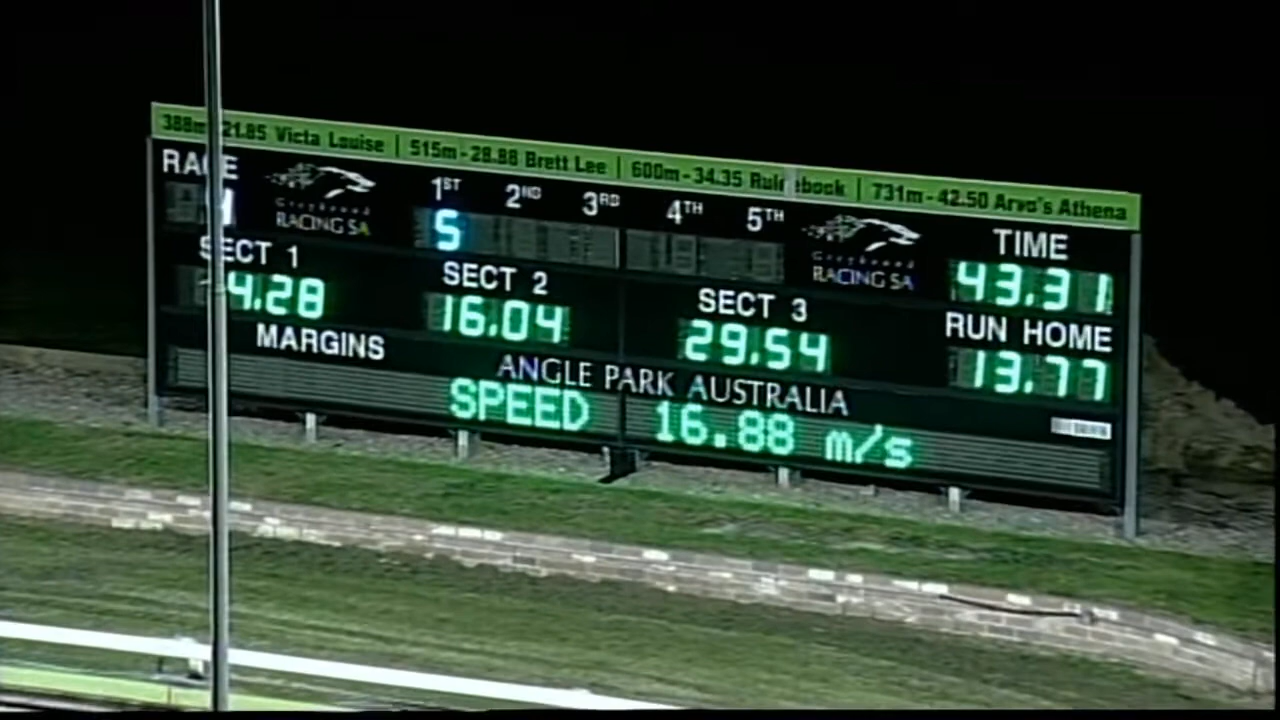 388m-21.85 Victa Louise | 515m-28.88 Brett Lee | 600m-34.35 Rulebook | 731m-42.50 Arvo's Athena
RACE 1ST 2ND 3RD 4TH 5TH TIME
Greyhound RACING SA
Greyhound RACING SA
5 43.31
SECT 1 SECT 2 SECT 3 RUN HOME
4.28 16.04 29.54 13.77
MARGINS
ANGLE PARK AUSTRALIA
SPEED 16.88 m/s